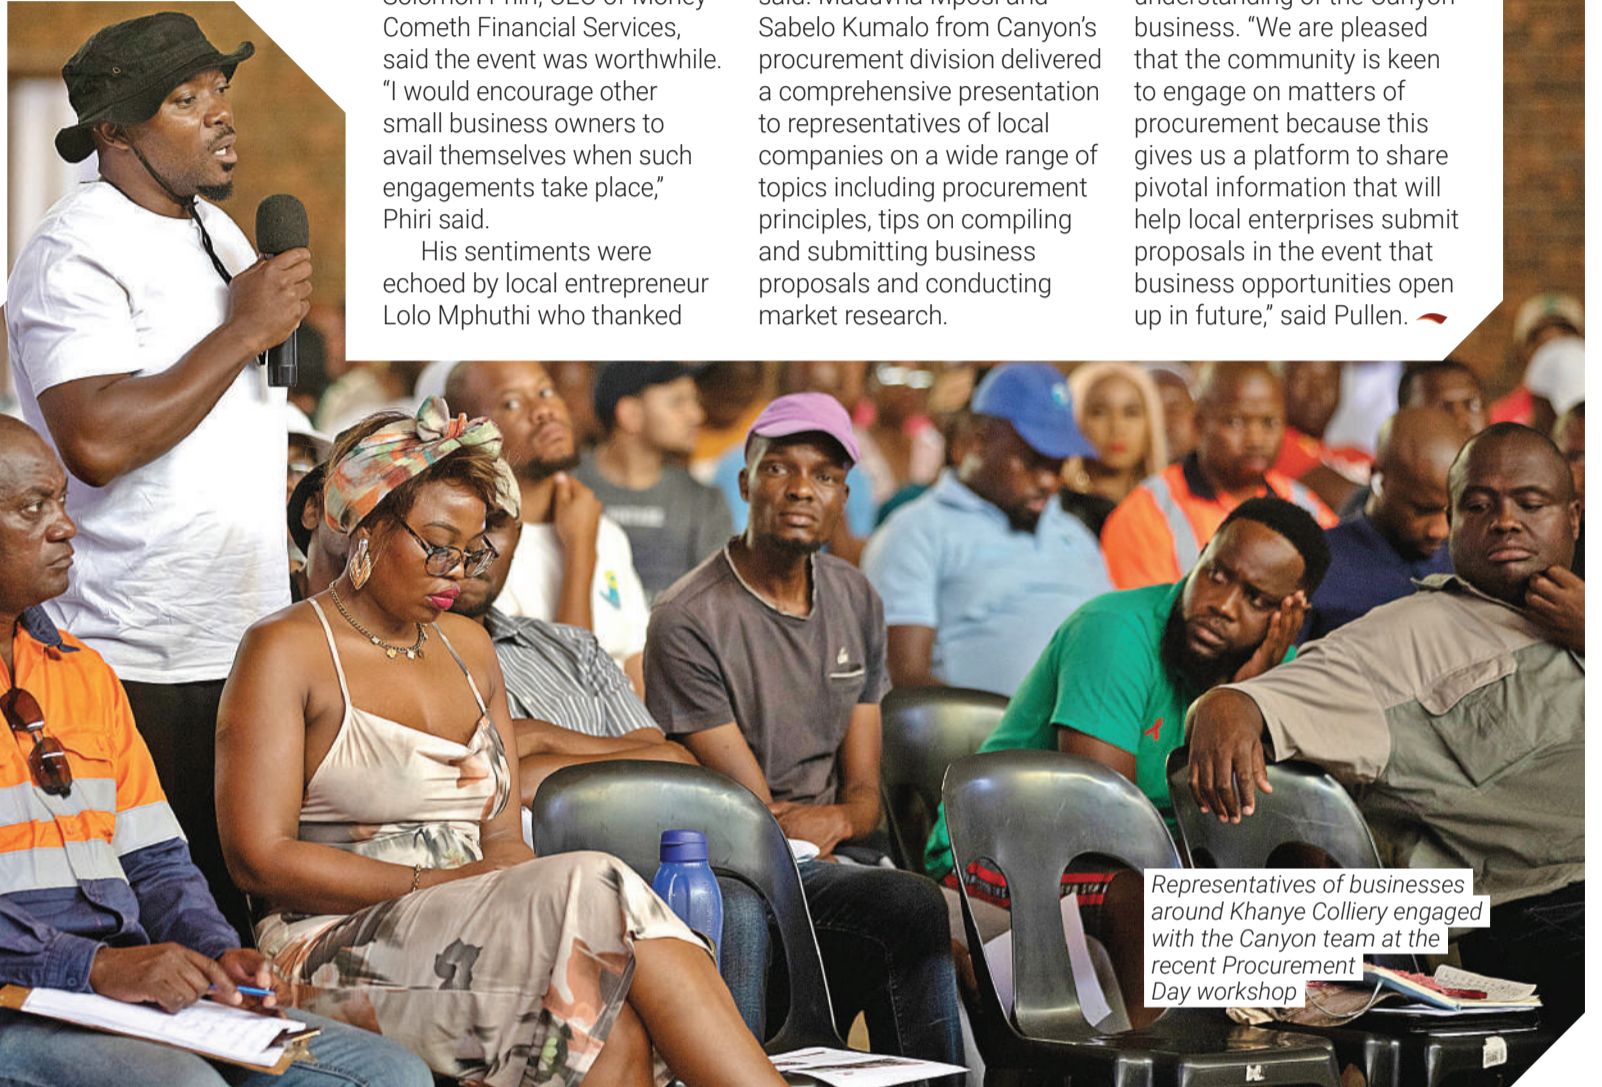 Cometh Financial Services,
said the event was worthwhile.
“I would encourage other
small business owners to
avail themselves when such
engagements take place,”
Phiri said.
His sentiments were
echoed by local entrepreneur
Lolo Mphuthi who thanked
Sabelo Kumalo from Canyon’s
procurement division delivered
a comprehensive presentation
to representatives of local
companies on a wide range of
topics including procurement
principles, tips on compiling
and submitting business
proposals and conducting
market research.
business. “We are pleased
that the community is keen
to engage on matters of
procurement because this
gives us a platform to share
pivotal information that will
help local enterprises submit
proposals in the event that
business opportunities open
up in future,” said Pullen.
Representatives of businesses
around Khanye Colliery engaged
with the Canyon team at the
recent Procurement
Day workshop